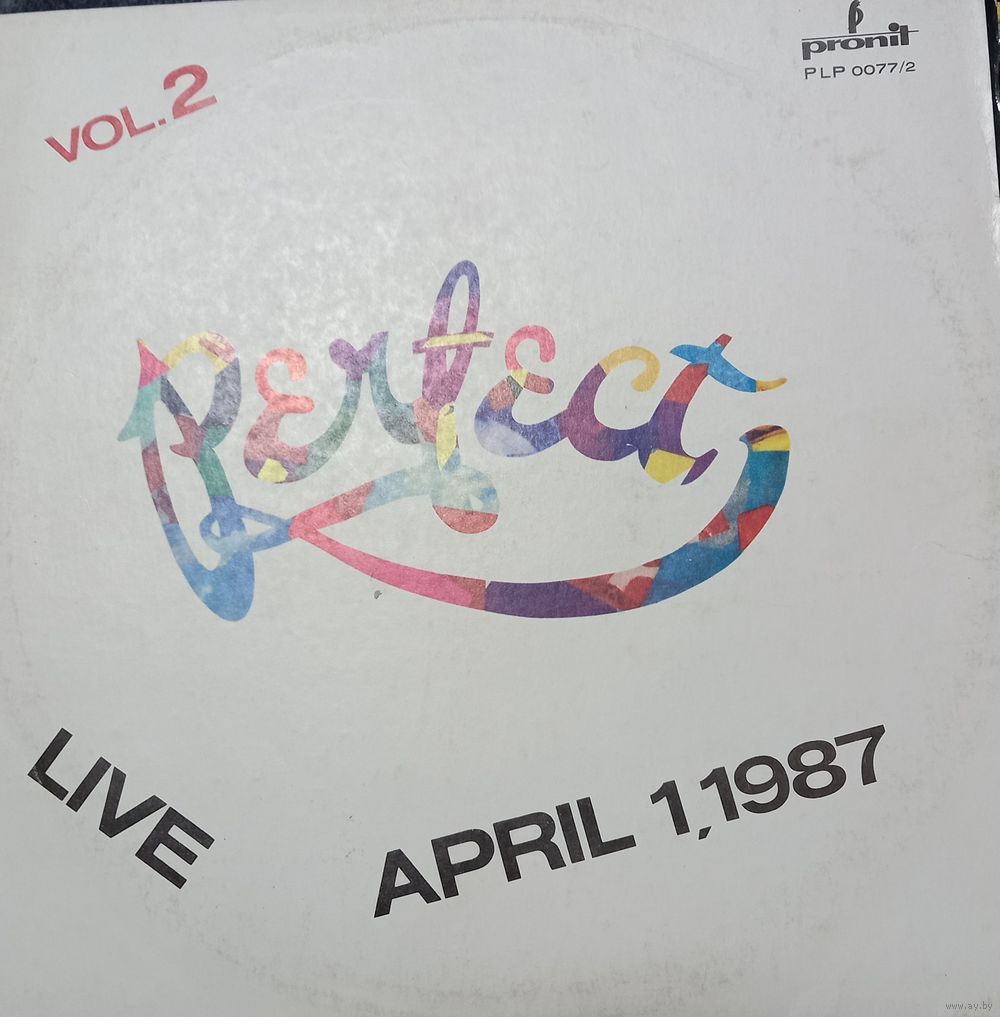 pronit
PLP 0077/2
VOL. 2
Perfect
LIVE
APRIL 1, 1987
www.ay.by